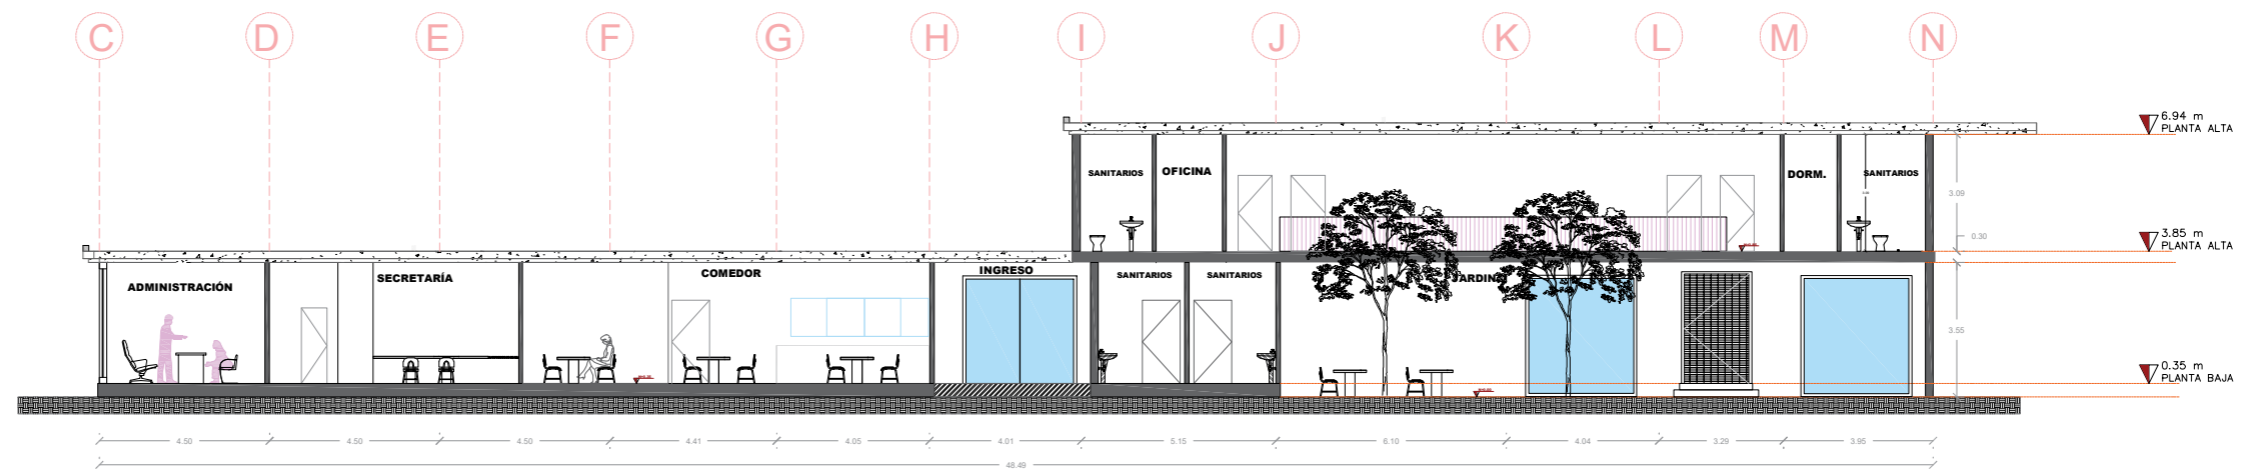 C D E F G H I J K L M N
6.94 m
PLANTA ALTA
SANITARIOS
OFICINA
DORM.
SANITARIOS
3.09
0.30
3.85 m
PLANTA ALTA
ADMINISTRACIÓN
SECRETARÍA
COMEDOR
INGRESO
SANITARIOS
SANITARIOS
JARDIN
3.55
0.35 m
PLANTA BAJA
4.50 4.50 4.50 4.41 4.05 4.01 5.15 6.10 4.04 3.29 3.95
48.49